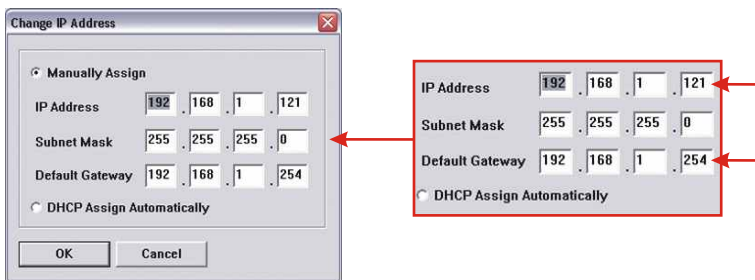 Change IP Address
Manually Assign
IP Address 192 . 168 . 1 . 121
Subnet Mask 255 . 255 . 255 . 0
Default Gateway 192 . 168 . 1 . 254
DHCP Assign Automatically
OK Cancel
IP Address 192 . 168 . 1 . 121
Subnet Mask 255 . 255 . 255 . 0
Default Gateway 192 . 168 . 1 . 254
DHCP Assign Automatically